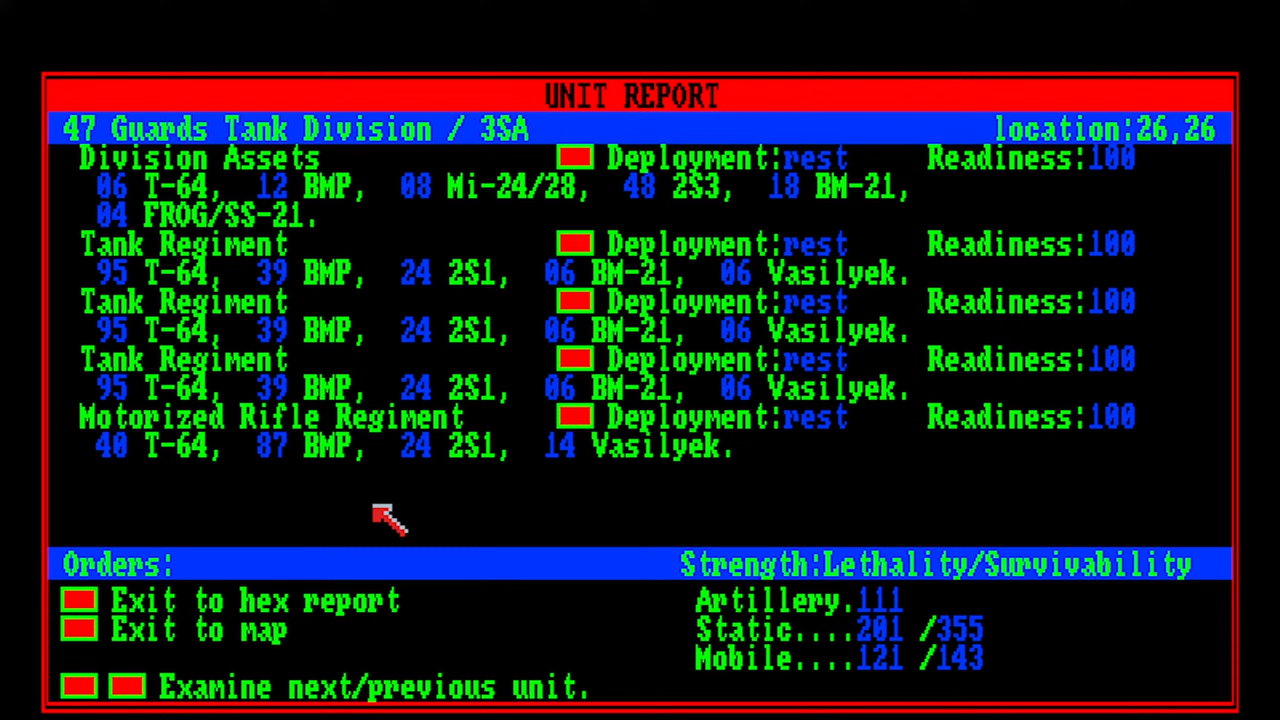 UNIT REPORT
47 Guards Tank Division / 3SA location:26,26
Division Assets Deployment:rest Readiness:100
06 T-64, 12 BMP, 08 Mi-24/28, 48 2S3, 18 BM-21,
04 FROG/SS-21.
Tank Regiment Deployment:rest Readiness:100
95 T-64, 39 BMP, 24 2S1, 06 BM-21, 06 Vasilyek.
Tank Regiment Deployment:rest Readiness:100
95 T-64, 39 BMP, 24 2S1, 06 BM-21, 06 Vasilyek.
Tank Regiment Deployment:rest Readiness:100
95 T-64, 39 BMP, 24 2S1, 06 BM-21, 06 Vasilyek.
Motorized Rifle Regiment Deployment:rest Readiness:100
40 T-64, 87 BMP, 24 2S1, 14 Vasilyek.
Orders: Strength:Lethality/Survivability
Exit to hex report Artillery.111
Exit to map Static....201 /355
Mobile....121 /143
Examine next/previous unit.